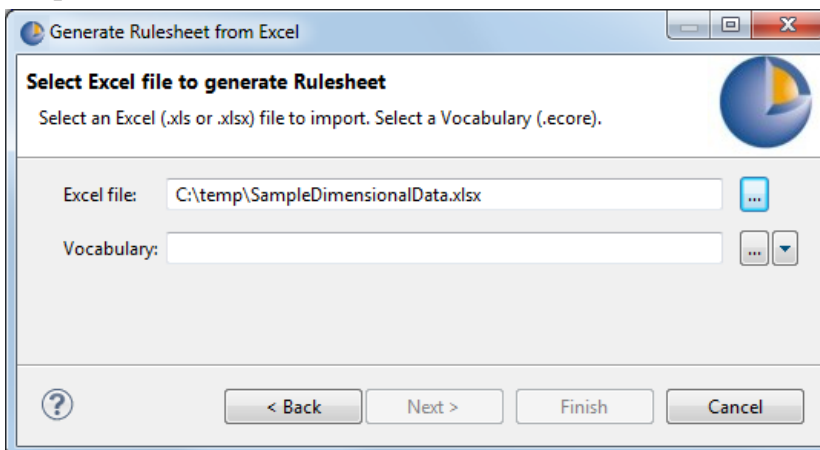 Generate Rulesheet from Excel
Select Excel file to generate Rulesheet
Select an Excel (.xls or .xlsx) file to import. Select a Vocabulary (.ecore).
Excel file: C:\temp\SampleDimensionalData.xlsx ...
Vocabulary: ...
? < Back Next > Finish Cancel